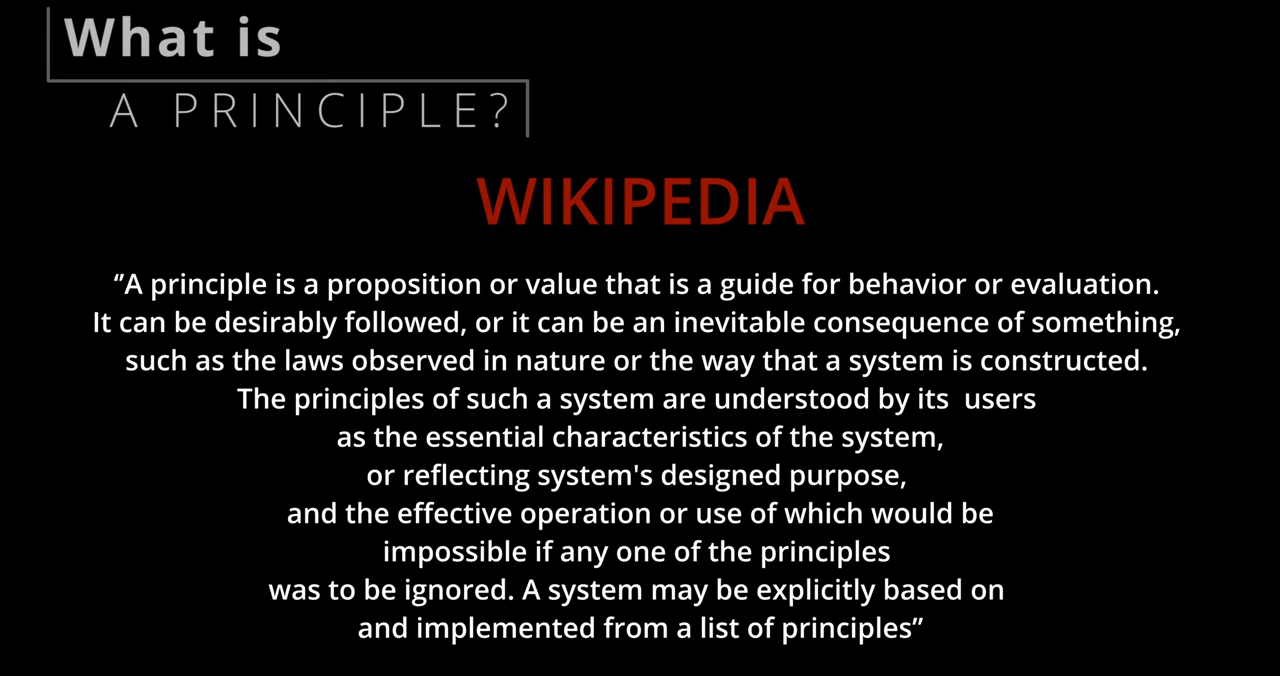 What is
A PRINCIPLE?
WIKIPEDIA
“A principle is a proposition or value that is a guide for behavior or evaluation.
It can be desirably followed, or it can be an inevitable consequence of something,
such as the laws observed in nature or the way that a system is constructed.
The principles of such a system are understood by its  users
as the essential characteristics of the system,
or reflecting system's designed purpose,
and the effective operation or use of which would be
impossible if any one of the principles
was to be ignored. A system may be explicitly based on
and implemented from a list of principles”